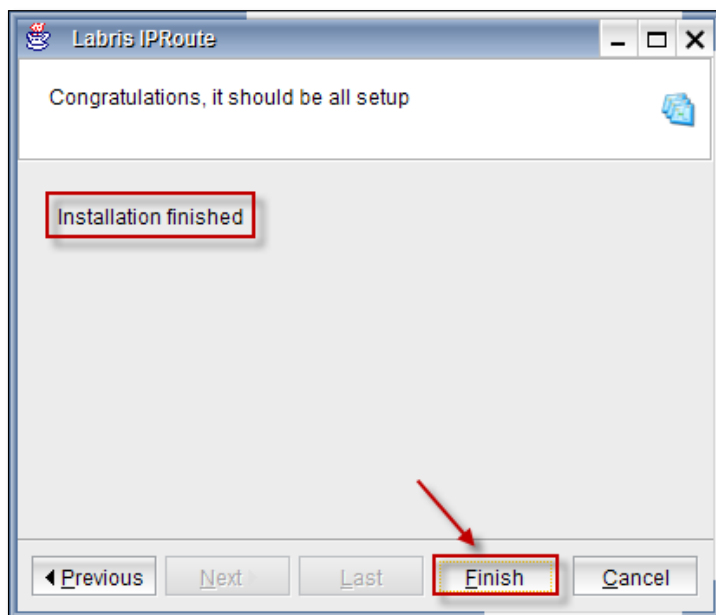 Labris IPRoute
Congratulations, it should be all setup
Installation finished
Previous Next Last Finish Cancel